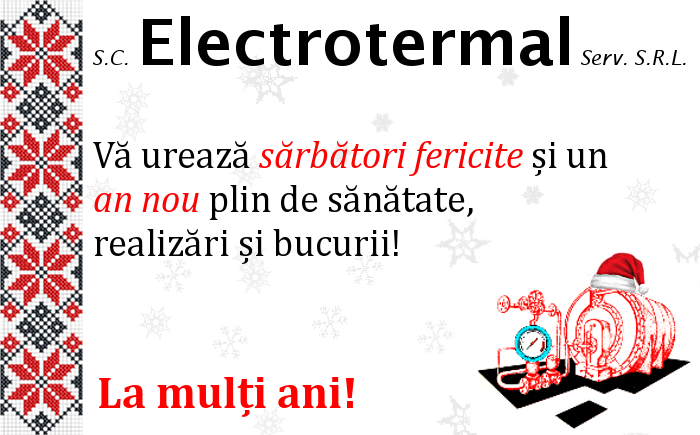 S.C. Electrotermal Serv. S.R.L.
Vă urează sărbători fericite și un
an nou plin de sănătate,
realizări și bucurii!
La mulți ani!